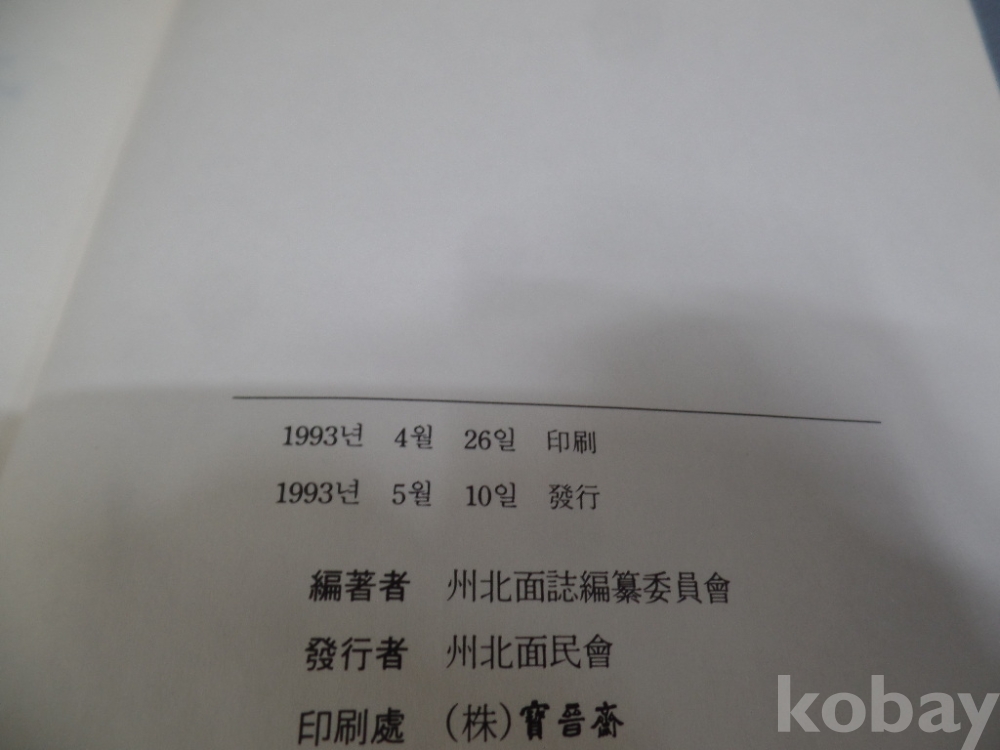 1993년 4월 26일 印刷
1993년 5월 10일 發行
編著者 州北面誌編纂委員會
發行者 州北面民會
印刷處 (株)寶晉齋
kobay